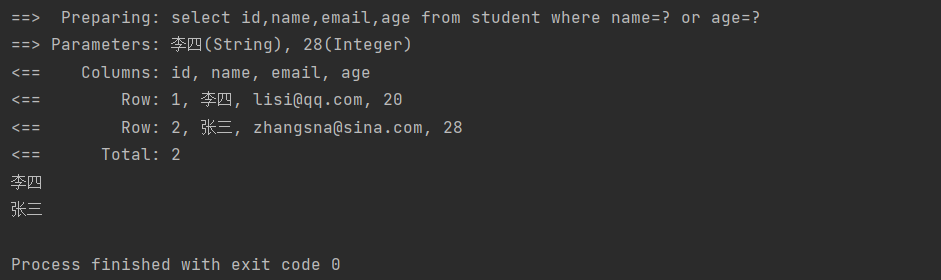 ==>  Preparing: select id,name,email,age from student where name=? or age=?
==> Parameters: 李四(String), 28(Integer)
<==    Columns: id, name, email, age
<==        Row: 1, 李四, lisi@qq.com, 20
<==        Row: 2, 张三, zhangsna@sina.com, 28
<==      Total: 2
李四
张三
Process finished with exit code 0